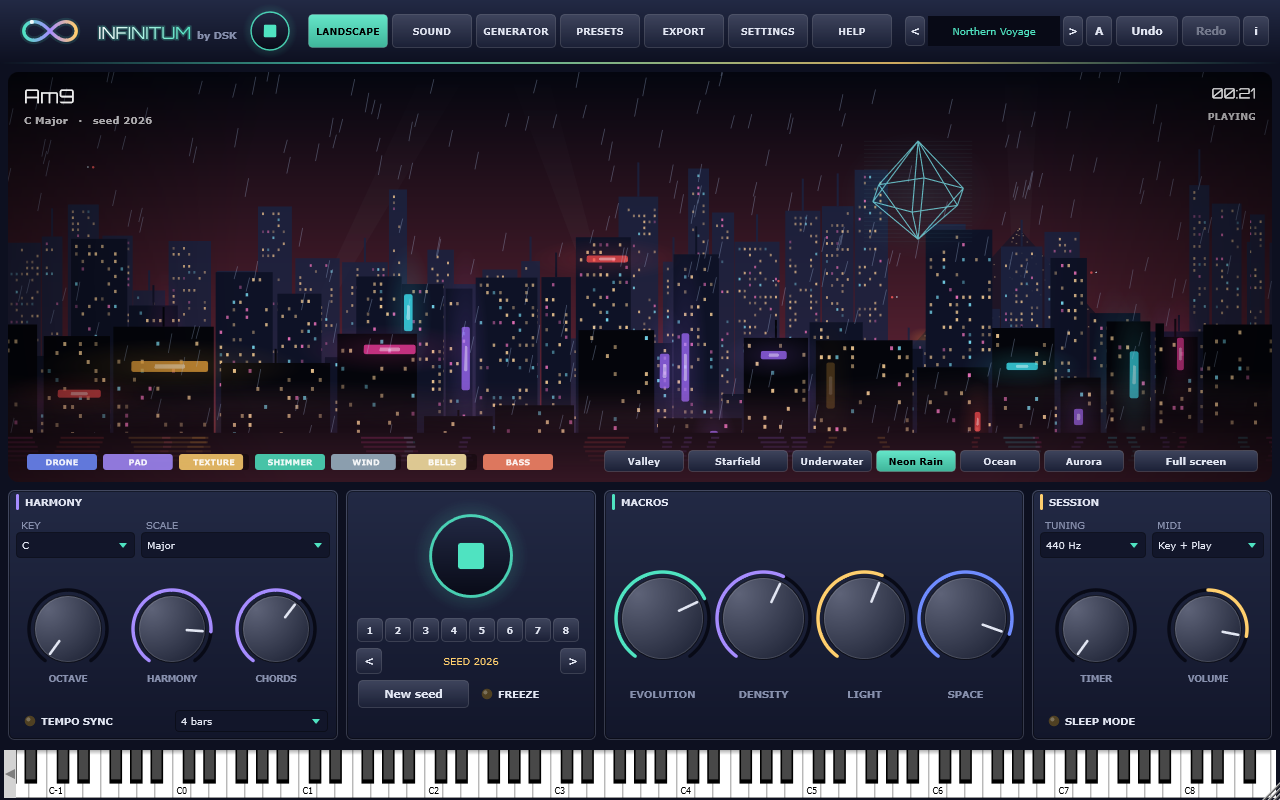 INFINITUM by DSK
LANDSCAPE SOUND GENERATOR PRESETS EXPORT SETTINGS HELP < Northern Voyage > A Undo Redo i
Am9 00:21
C Major · seed 2026 PLAYING
DRONE PAD TEXTURE SHIMMER WIND BELLS BASS Valley Starfield Underwater Neon Rain Ocean Aurora Full screen
HARMONY
KEY SCALE
C Major
OCTAVE HARMONY CHORDS
TEMPO SYNC 4 bars
1 2 3 4 5 6 7 8
< SEED 2026 >
New seed FREEZE
MACROS
EVOLUTION DENSITY LIGHT SPACE
SESSION
TUNING MIDI
440 Hz Key + Play
TIMER VOLUME
SLEEP MODE
C-1 C0 C1 C2 C3 C4 C5 C6 C7 C8